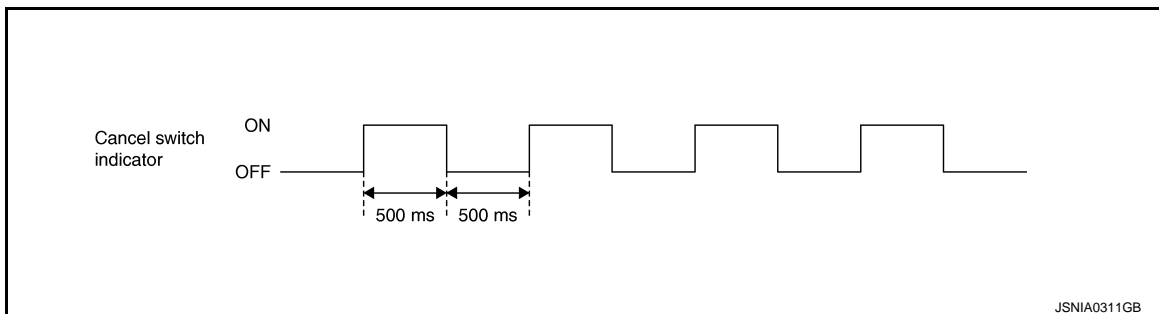 Cancel switch
indicator
ON
OFF
500 ms
500 ms
JSNIA0311GB